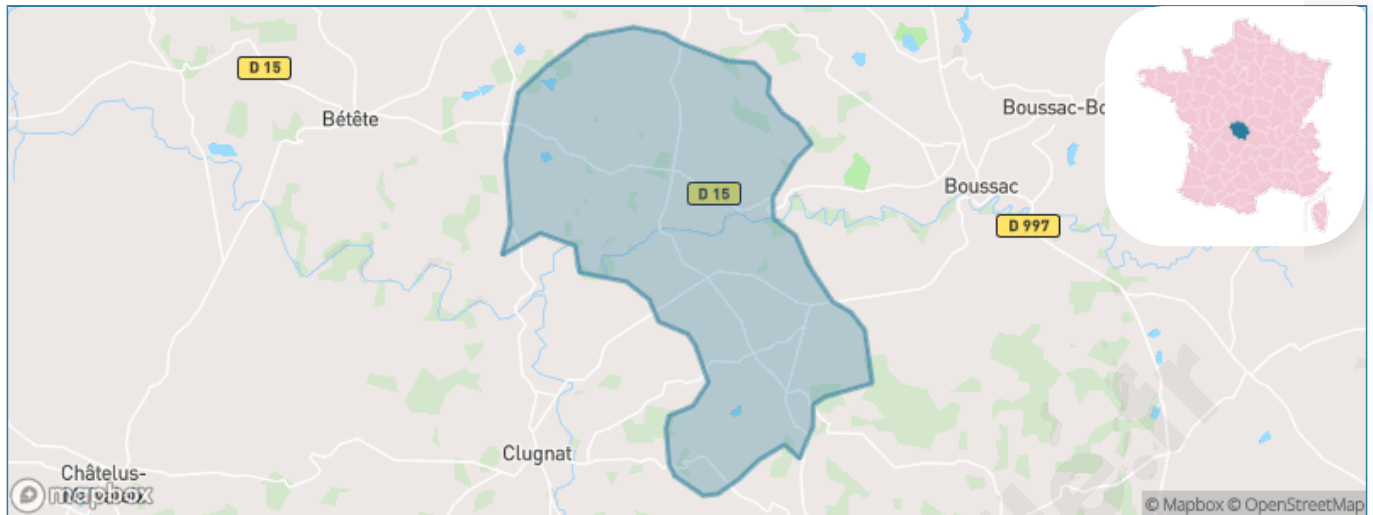 D 15
Bétête
Boussac-Bo
D 15
Boussac
D 997
Clugnat
Châtelus-
mapbox
© Mapbox © OpenStreetMap